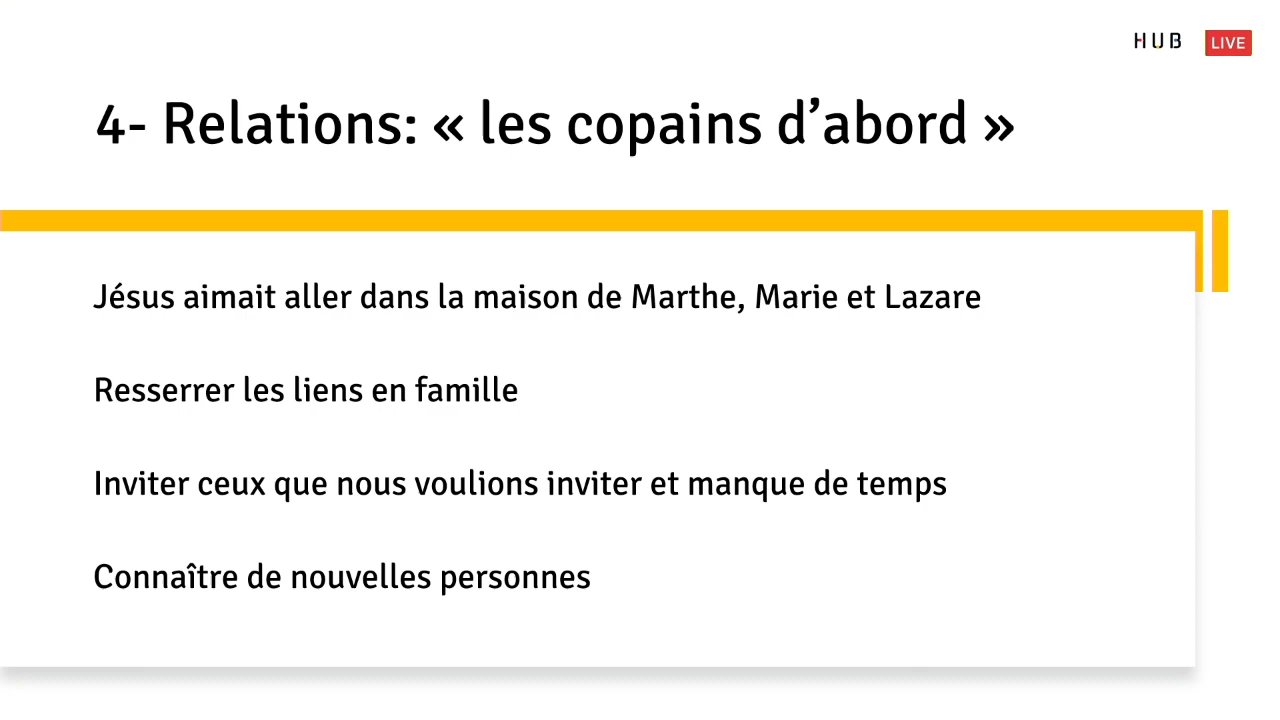 HUB LIVE
4- Relations: « les copains d’abord »
Jésus aimait aller dans la maison de Marthe, Marie et Lazare
Resserrer les liens en famille
Inviter ceux que nous voulions inviter et manque de temps
Connaître de nouvelles personnes